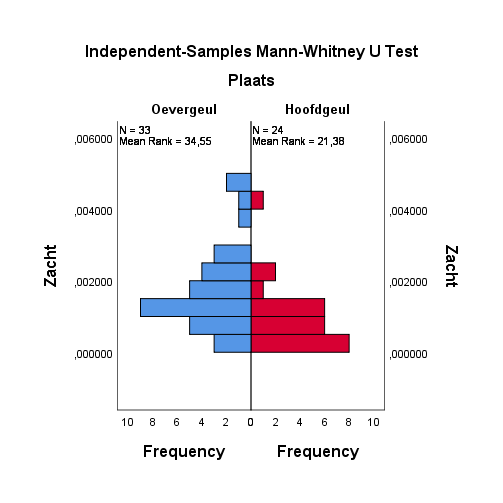 Independent-Samples Mann-Whitney U Test
Plaats
Oevergeul Hoofdgeul
N = 33 N = 24
Mean Rank = 34,55 Mean Rank = 21,38
,006000 ,006000
,004000 ,004000
Zacht Zacht
,002000 ,002000
,000000 ,000000
10 8 6 4 2 0 2 4 6 8 10
Frequency Frequency